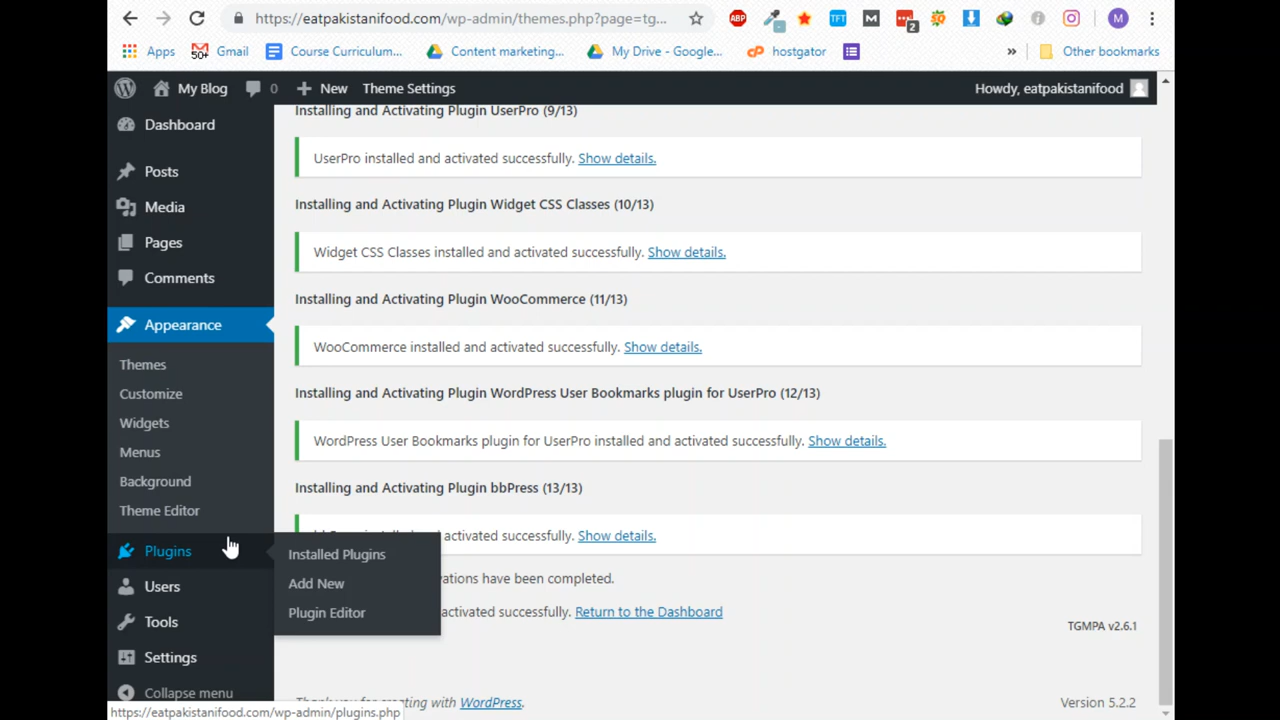 https://eatpakistanifood.com/wp-admin/themes.php?page=tg...
ABP
TFT
M
2
M
Apps
50+
Gmail
Course Curriculum...
Content marketing...
My Drive - Google...
cP
hostgator
»
Other bookmarks
My Blog
0
New
Theme Settings
Howdy, eatpakistanifood
Dashboard
Posts
Media
Pages
Comments
Appearance
Themes
Customize
Widgets
Menus
Background
Theme Editor
Plugins
Users
Tools
Settings
Collapse menu
Installed Plugins
Add New
Plugin Editor
Installing and Activating Plugin UserPro (9/13)
UserPro installed and activated successfully. Show details.
Installing and Activating Plugin Widget CSS Classes (10/13)
Widget CSS Classes installed and activated successfully. Show details.
Installing and Activating Plugin WooCommerce (11/13)
WooCommerce installed and activated successfully. Show details.
Installing and Activating Plugin WordPress User Bookmarks plugin for UserPro (12/13)
WordPress User Bookmarks plugin for UserPro installed and activated successfully. Show details.
Installing and Activating Plugin bbPress (13/13)
activated successfully. Show details.
ations have been completed.
activated successfully. Return to the Dashboard
TGMPA v2.6.1
Thank you for creating with WordPress.
Version 5.2.2
https://eatpakistanifood.com/wp-admin/plugins.php